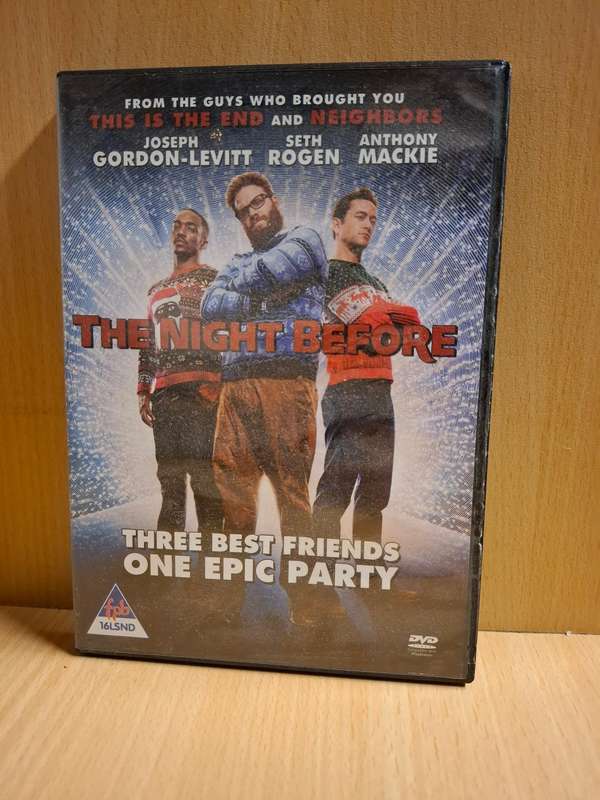 FROM THE GUYS WHO BROUGHT YOU
THIS IS THE END AND NEIGHBORS
JOSEPH GORDON-LEVITT
SETH ROGEN
ANTHONY MACKIE
THE NIGHT BEFORE
THREE BEST FRIENDS
ONE EPIC PARTY
fpb
16LSND
DVD